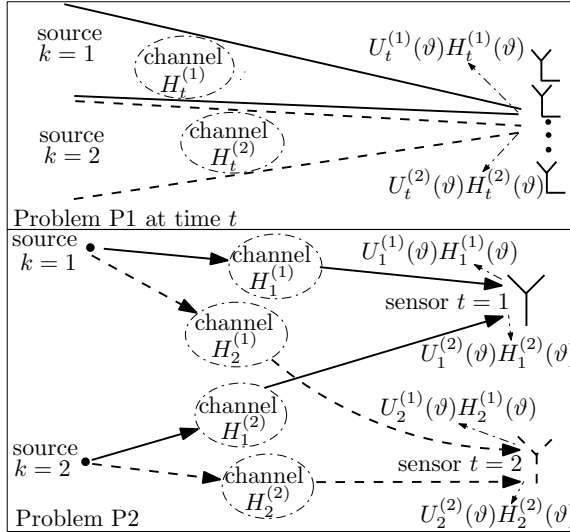 source
k = 1
channel
H_t^{(1)}
U_t^{(1)}(ϑ)H_t^{(1)}(ϑ)
source
k = 2
channel
H_t^{(2)}
U_t^{(2)}(ϑ)H_t^{(2)}(ϑ)
Problem P1 at time t
source
k = 1
channel
H_1^{(1)}
U_1^{(1)}(ϑ)H_1^{(1)}(ϑ)
sensor t = 1
channel
H_2^{(1)}
U_1^{(2)}(ϑ)H_1^{(2)}(ϑ)
channel
H_1^{(2)}
U_2^{(1)}(ϑ)H_2^{(1)}(ϑ)
source
k = 2
channel
H_2^{(2)}
sensor t = 2
U_2^{(2)}(ϑ)H_2^{(2)}(ϑ)
Problem P2